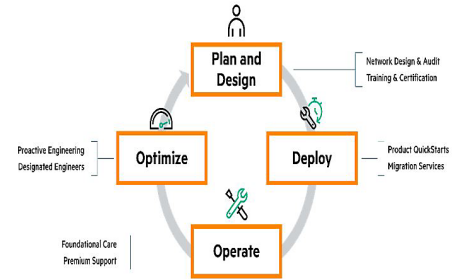 Plan and
Design
Network Design & Audit
Training & Certification
Optimize
Proactive Engineering
Designated Engineers
Deploy
Product QuickStarts
Migration Services
Operate
Foundational Care
Premium Support